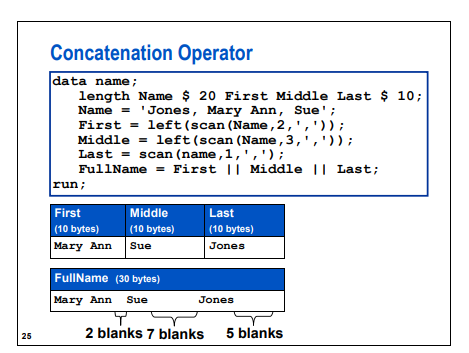 Concatenation Operator
data name;
length Name $ 20 First Middle Last $ 10;
Name = 'Jones, Mary Ann, Sue';
First = left(scan(Name,2,','));
Middle = left(scan(Name,3,','));
Last = scan(name,1,',');
FullName = First || Middle || Last;
run;
First Middle Last
(10 bytes) (10 bytes) (10 bytes)
Mary Ann Sue Jones
FullName (30 bytes)
Mary Ann Sue Jones
2 blanks 7 blanks 5 blanks
25